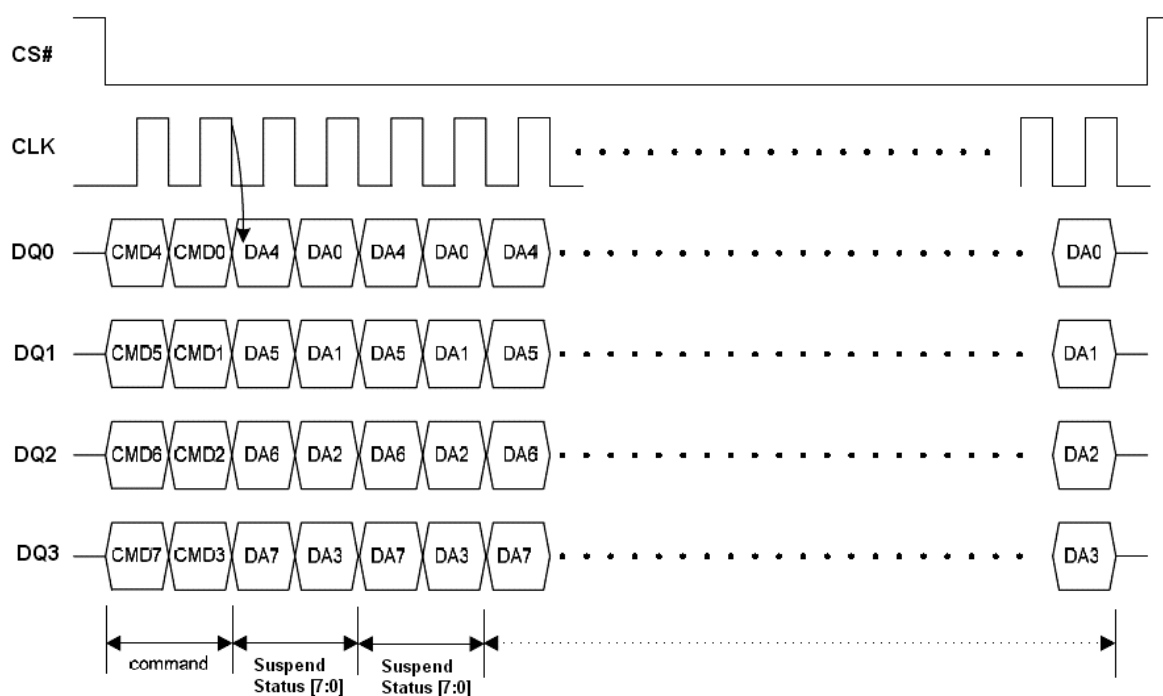 CS#
CLK
DQ0 CMD4 CMD0 DA4 DA0 DA4 DA0 DA4 DA0
DQ1 CMD5 CMD1 DA5 DA1 DA5 DA1 DA5 DA1
DQ2 CMD6 CMD2 DA6 DA2 DA6 DA2 DA6 DA2
DQ3 CMD7 CMD3 DA7 DA3 DA7 DA3 DA7 DA3
command
Suspend
Status [7:0]
Suspend
Status [7:0]